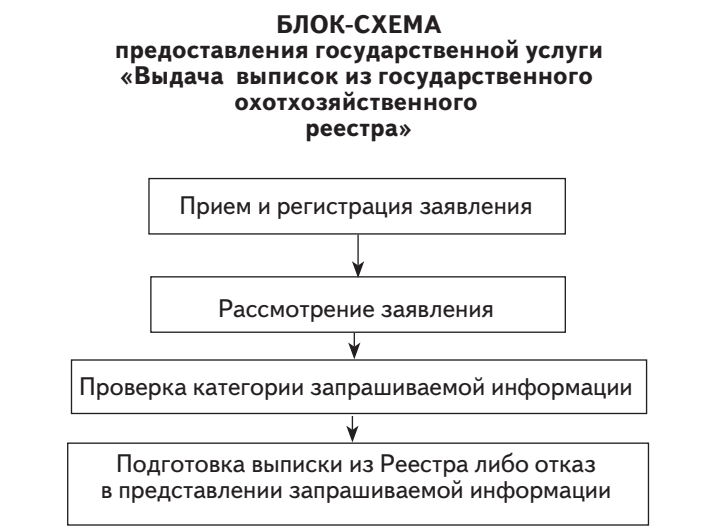 БЛОК-СХЕМА
предоставления государственной услуги
«Выдача  выписок из государственного
охотхозяйственного
реестра»
Прием и регистрация заявления
Рассмотрение заявления
Проверка категории запрашиваемой информации
Подготовка выписки из Реестра либо отказ
в представлении запрашиваемой информации